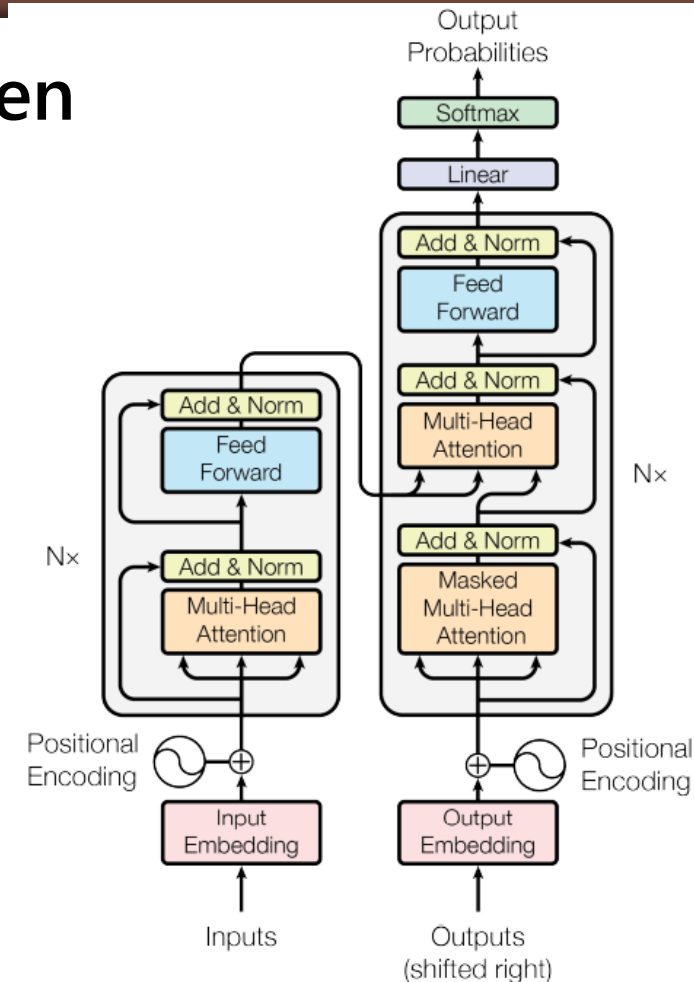 en
Output
Probabilities
Softmax
Linear
Add & Norm
Feed
Forward
Add & Norm
Multi-Head
Attention
Add & Norm
Masked
Multi-Head
Attention
Nx
Add & Norm
Feed
Forward
Add & Norm
Multi-Head
Attention
Nx
Positional
Encoding
Positional
Encoding
Input
Embedding
Output
Embedding
Inputs
Outputs
(shifted right)